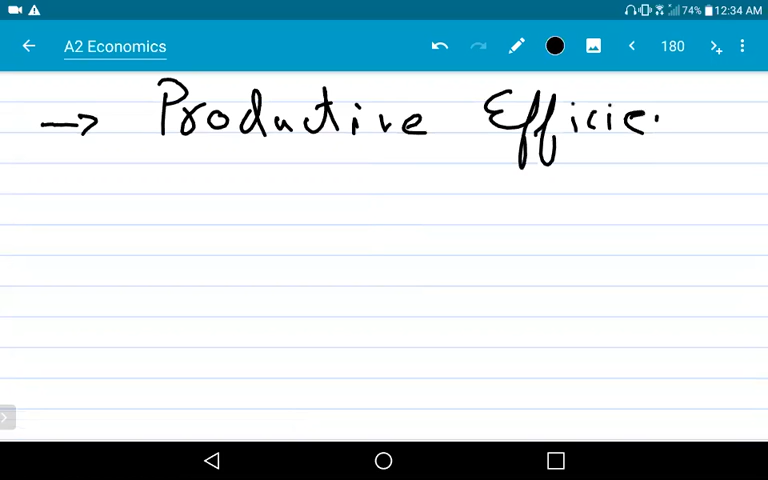 74% 12:34 AM
A2 Economics 180
→ Productive Efficie